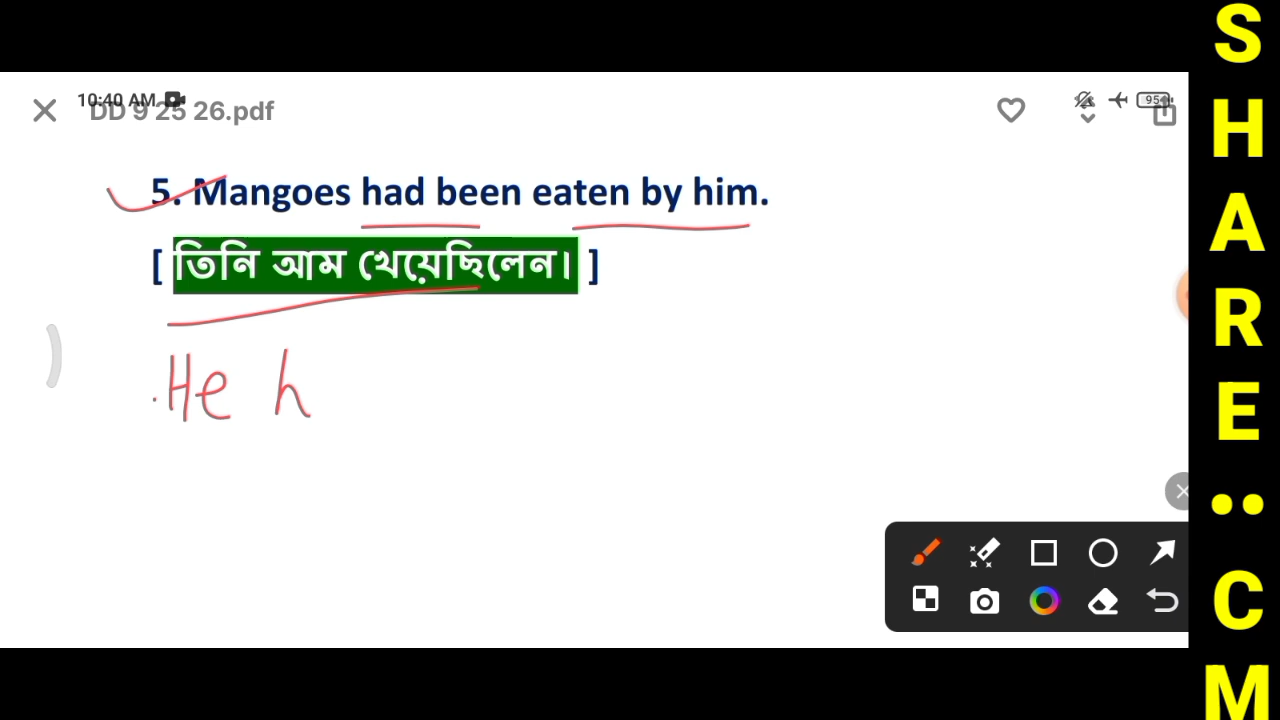 10:40 AM
DD 9 25 26.pdf
95
5. Mangoes had been eaten by him.
[ তিনি আম খেয়েছিলেন। ]
He h
SHARE •• CM